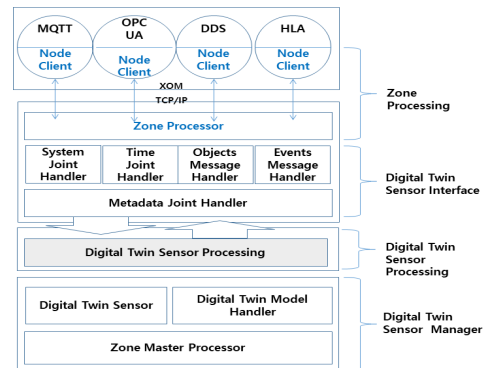 MQTT
Node
Client
OPC
UA
Node
Client
DDS
Node
Client
HLA
Node
Client
XOM
TCP/IP
Zone
Processing
Zone Processor
System
Joint
Handler
Time
Joint
Handler
Objects
Message
Handler
Events
Message
Handler
Metadata Joint Handler
Digital Twin
Sensor Interface
Digital Twin Sensor Processing
Digital Twin
Sensor
Processing
Digital Twin Sensor
Digital Twin Model
Handler
Zone Master Processor
Digital Twin
Sensor Manager